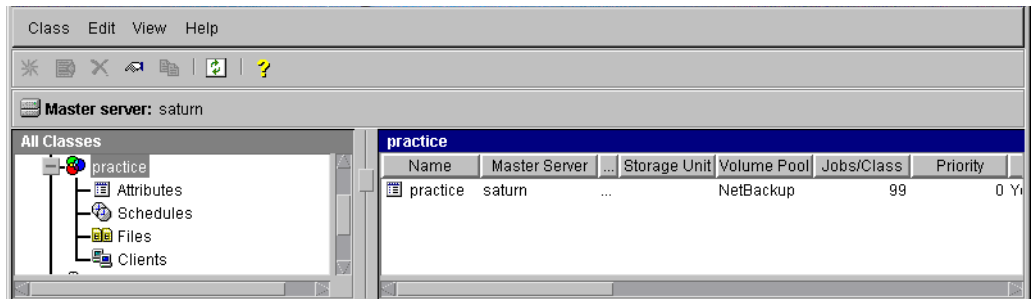 Class Edit View Help
Master server: saturn
All Classes
practice
Attributes
Schedules
Files
Clients
practice
Name Master Server ... Storage Unit Volume Pool Jobs/Class Priority
practice saturn ... NetBackup 99 0